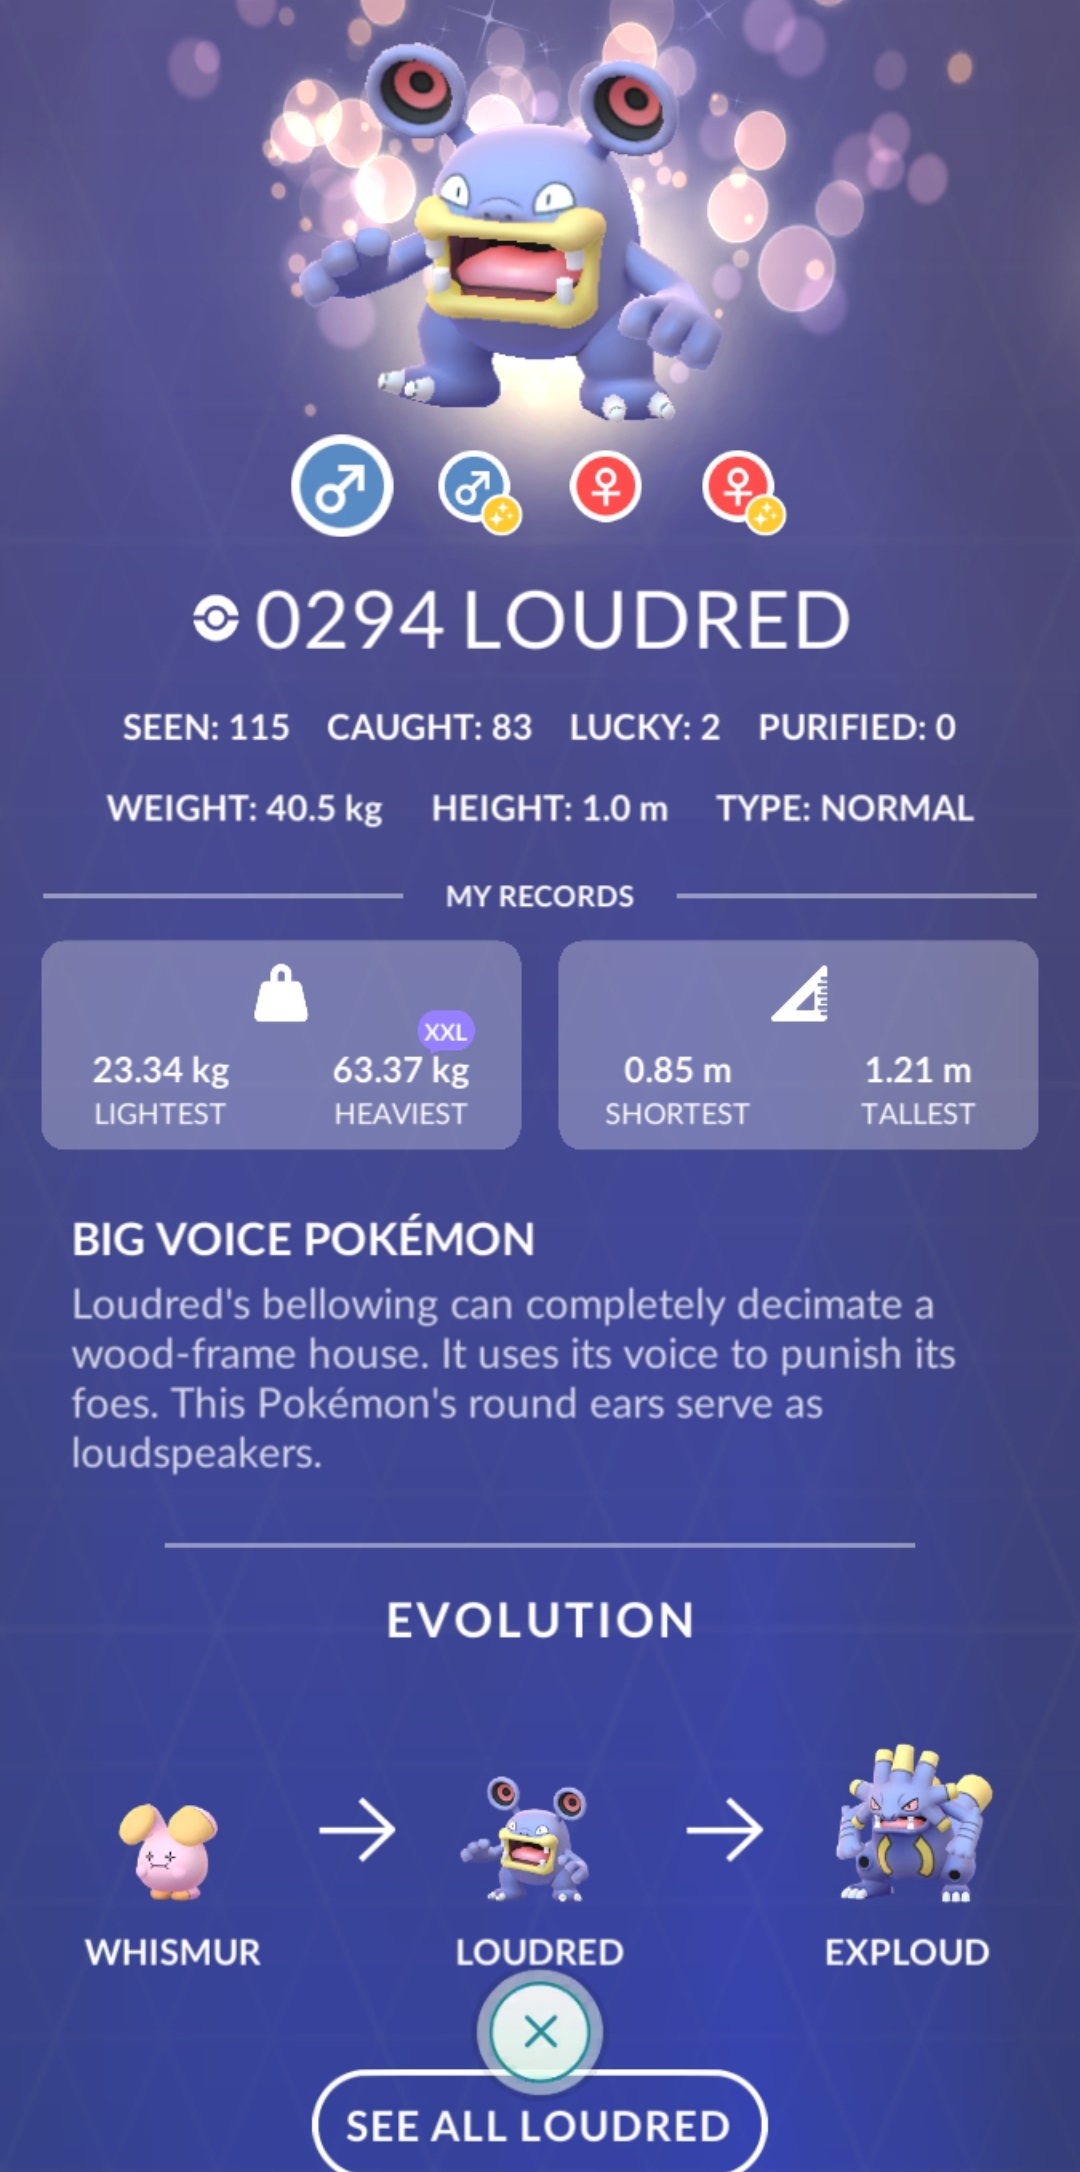 0294 LOUDRED
SEEN: 115 CAUGHT: 83 LUCKY: 2 PURIFIED: 0
WEIGHT: 40.5 kg HEIGHT: 1.0 m TYPE: NORMAL
MY RECORDS
XXL
23.34 kg 63.37 kg 0.85 m 1.21 m
LIGHTEST HEAVIEST SHORTEST TALLEST
BIG VOICE POKÉMON
Loudred's bellowing can completely decimate a
wood-frame house. It uses its voice to punish its
foes. This Pokémon's round ears serve as
loudspeakers.
EVOLUTION
WHISMUR LOUDRED EXPLOUD
SEE ALL LOUDRED